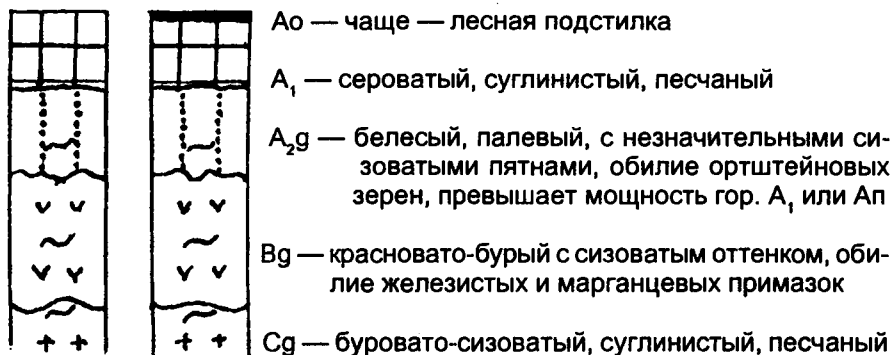 Ао — чаще — лесная подстилка
А₁ — сероватый, суглинистый, песчаный
А₂g — белесый, палевый, с незначительными си-
зоватыми пятнами, обилие ортштейновых
зерен, превышает мощность гор. А₁ или Ап
Bg — красновато-бурый с сизоватым оттенком, оби-
лие железистых и марганцевых примазок
Cg — буровато-сизоватый, суглинистый, песчаный